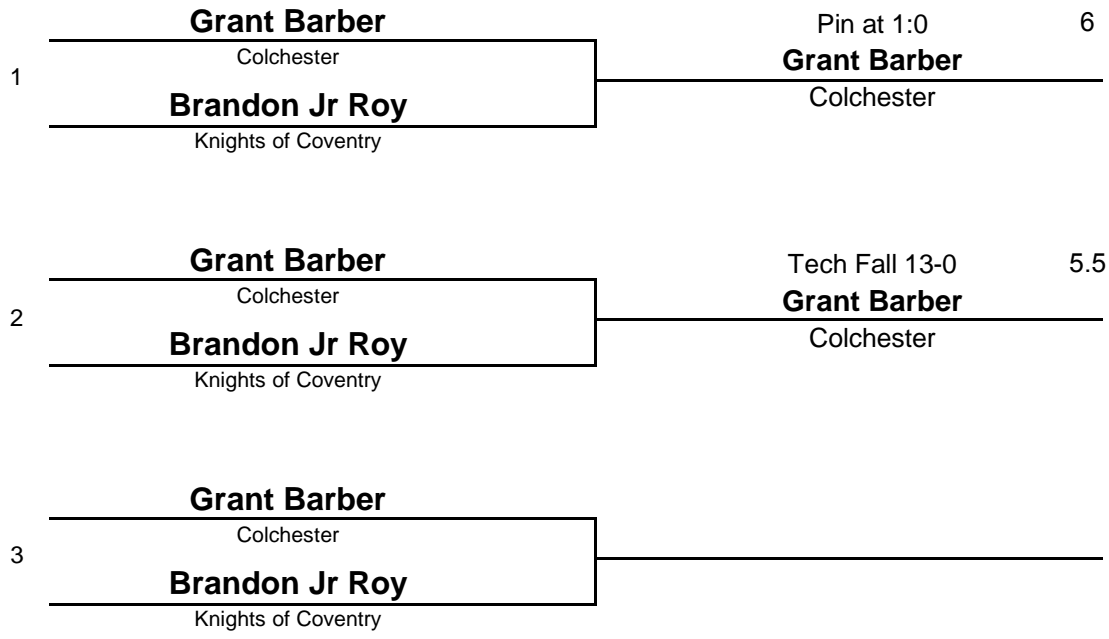 Grant Barber
Colchester
1
Brandon Jr Roy
Knights of Coventry
Pin at 1:0
6
Grant Barber
Colchester
Grant Barber
Colchester
2
Brandon Jr Roy
Knights of Coventry
Tech Fall 13-0
5.5
Grant Barber
Colchester
Grant Barber
Colchester
3
Brandon Jr Roy
Knights of Coventry